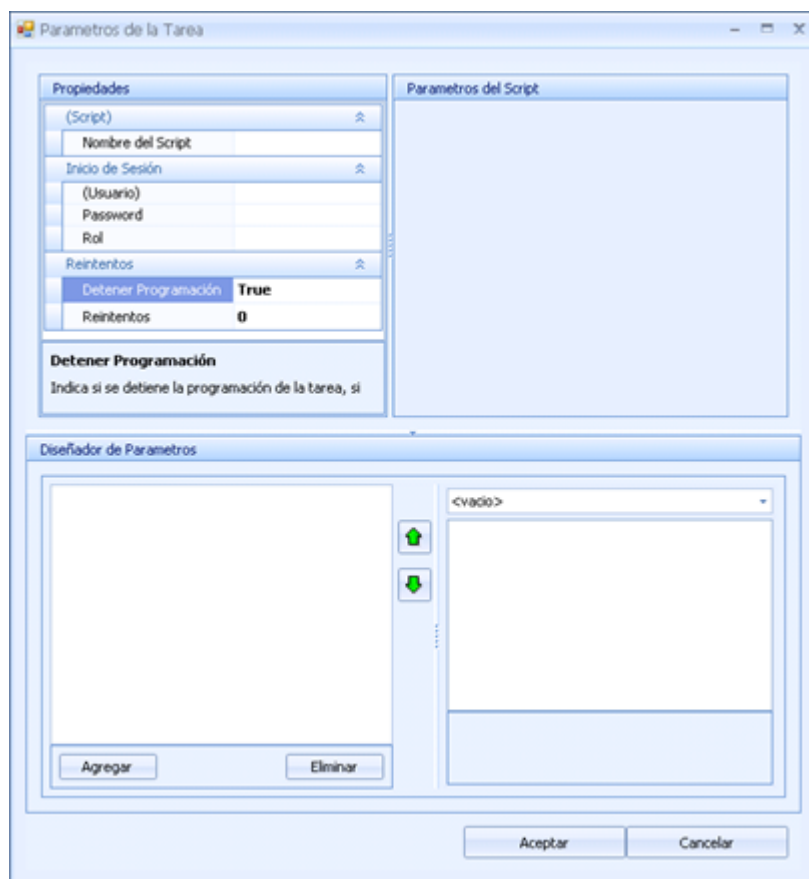 Parametros de la Tarea
Propiedades
Parametros del Script
(Script)
Nombre del Script
Inicio de Sesión
(Usuario)
Password
Rol
Reintentos
Detener Programación True
Reintentos 0
Detener Programación
Indica si se detiene la programación de la tarea, si
Diseñador de Parametros
<vacio>
Agregar
Eliminar
Aceptar
Cancelar